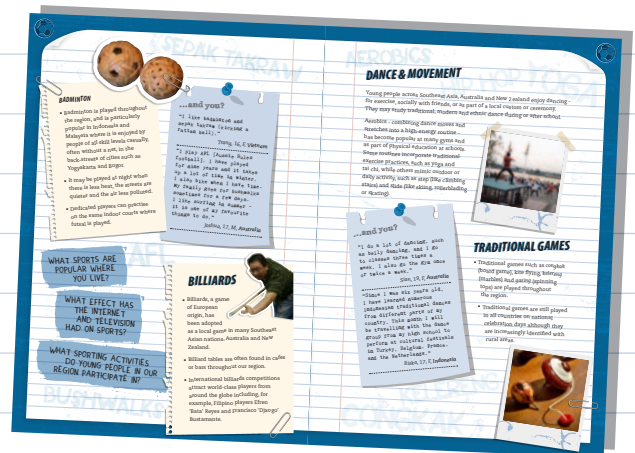 SEPAK TAKRAW
BADMINTON
• Badminton is played throughout
the region, and is particularly
popular in Indonesia and
Malaysia where it is enjoyed by
people of all skill levels casually,
often without a net, in the
back-streets of cities such as
Yogyakarta and Bogor.
• It may be played at night when
there is less heat, the streets are
quieter and the air less polluted.
• Dedicated players can practise
on the same indoor courts where
futsal is played.
...and you?
"I like badminton and
rattan ball)."
Trang, 16, F, Vietnam
"I play AFL [Aussie Rules
football]. I have played
for nine years and it takes
up a lot of time in winter.
I play Xbox when I have time.
sometimes for a few days.
I like surfing in summer -
it is one of my favourite
things to do."
Joshua, 17, M, Australia
WHAT SPORTS ARE
POPULAR WHERE
YOU LIVE?
WHAT EFFECT HAS
THE INTERNET
AND TELEVISION
HAD ON SPORTS?
WHAT SPORTING ACTIVITIES
DO YOUNG PEOPLE IN OUR
REGION PARTICIPATE IN?
BUSHWALKING
BILLIARDS
• Billiards, a game
of European
origin, has
been adopted
as a local game in many Southeast
Asian nations, Australia and New
Zealand.
• Billiard tables are often found in cafes
or bars throughout our region.
• International billiards competitions
attract world-class players from
around the globe including, for
example, Filipino players Efren
'Bata' Reyes and Francisco 'Django'
Bustamante.
AEROBICS
DANCE & MOVEMENT
Young people across Southeast Asia, Australia and New Zealand enjoy dancing -
for exercise, socially with friends, or as part of a local custom or ceremony.
They may study traditional, modern and ethnic dance during or after school.
Aerobics - combining dance moves and
stretches into a high energy routine -
has become popular at many gyms and
as part of physical education at schools.
Some routines incorporate traditional
exercise practices, such as yoga and
tai chi, while others mimic outdoor or
daily activity, such as step (like climbing
stairs) and slide (like skiing, rollerblading
or skating).
...and you?
"I do a lot of dancing, such
as belly dancing, and I go
to classes three times a
week. I also go the gym once
or twice a week."
19, F, Australia
"Since I was six years old,
I have learned numerous
Indonesian traditional dances
from different parts of my
country. This month I will
be travelling with the dance
group from my high school to
perform at cultural festivals
in Turkey, Belgium, France,
and the Netherlands."
17, F, Indonesia
TRADITIONAL GAMES
• Traditional games such as congkak
(board game), kite flying, kelereng
(marbles) and gasing (spinning
tops) are played throughout
the region.
• Traditional games are still played
in all countries on national
celebration days although they
are increasingly identified with
rural areas.